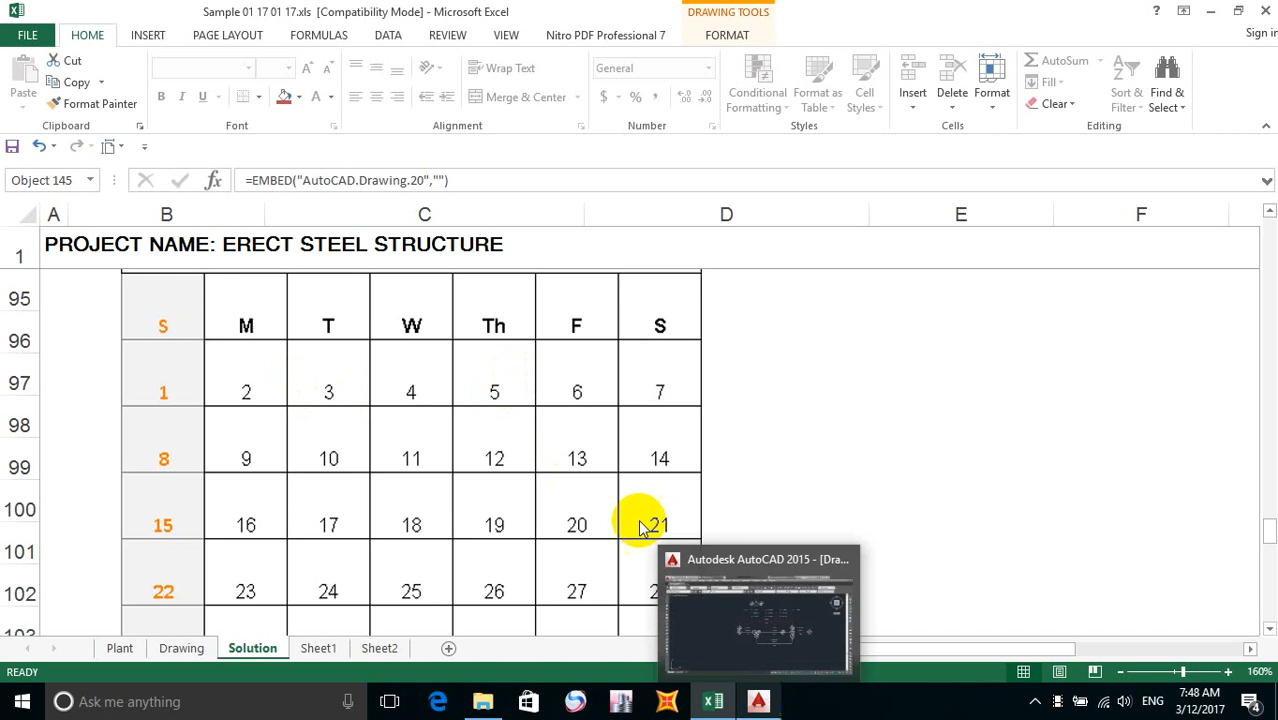 Sample 01 17 01 17.xls [Compatibility Mode] - Microsoft Excel
DRAWING TOOLS
?
FILE HOME INSERT PAGE LAYOUT FORMULAS DATA REVIEW VIEW Nitro PDF Professional 7 FORMAT Sign in
Paste
Cut
Copy
Format Painter
B I U
A A
A
Wrap Text
Merge & Center
General
$ % ,
Conditional Formatting
Format as Table
Cell Styles
Insert Delete Format
AutoSum
Fill
Clear
Sort & Filter
Find & Select
Clipboard Font Alignment Number Styles Cells Editing
Object 145 fx =EMBED("AutoCAD.Drawing.20","")
A B C D E F
1 PROJECT NAME: ERECT STEEL STRUCTURE
95
96 S M T W Th F S
97 1 2 3 4 5 6 7
98
99 8 9 10 11 12 13 14
100 15 16 17 18 19 20 21
101
102 22 23 24 25 26 27
103
Autodesk AutoCAD 2015 - [Dra...
Plant Drawing Solution Sheet1 Sheet2
READY 160%
Ask me anything
ENG
7:48 AM
3/12/2017
4